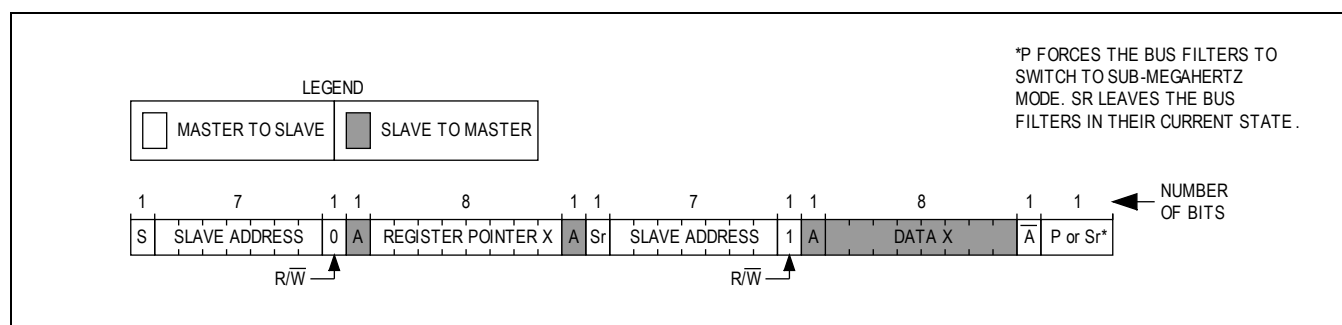 *P FORCES THE BUS FILTERS TO
SWITCH TO SUB-MEGAHERTZ
MODE. SR LEAVES THE BUS
FILTERS IN THEIR CURRENT STATE.
LEGEND
MASTER TO SLAVE SLAVE TO MASTER
1 7 1 1 8 1 1 7 1 1 8 1 1 NUMBER
OF BITS
S SLAVE ADDRESS 0 A REGISTER POINTER X A Sr SLAVE ADDRESS 1 A DATA X A̅ P or Sr*
R/W̅ R/W̅